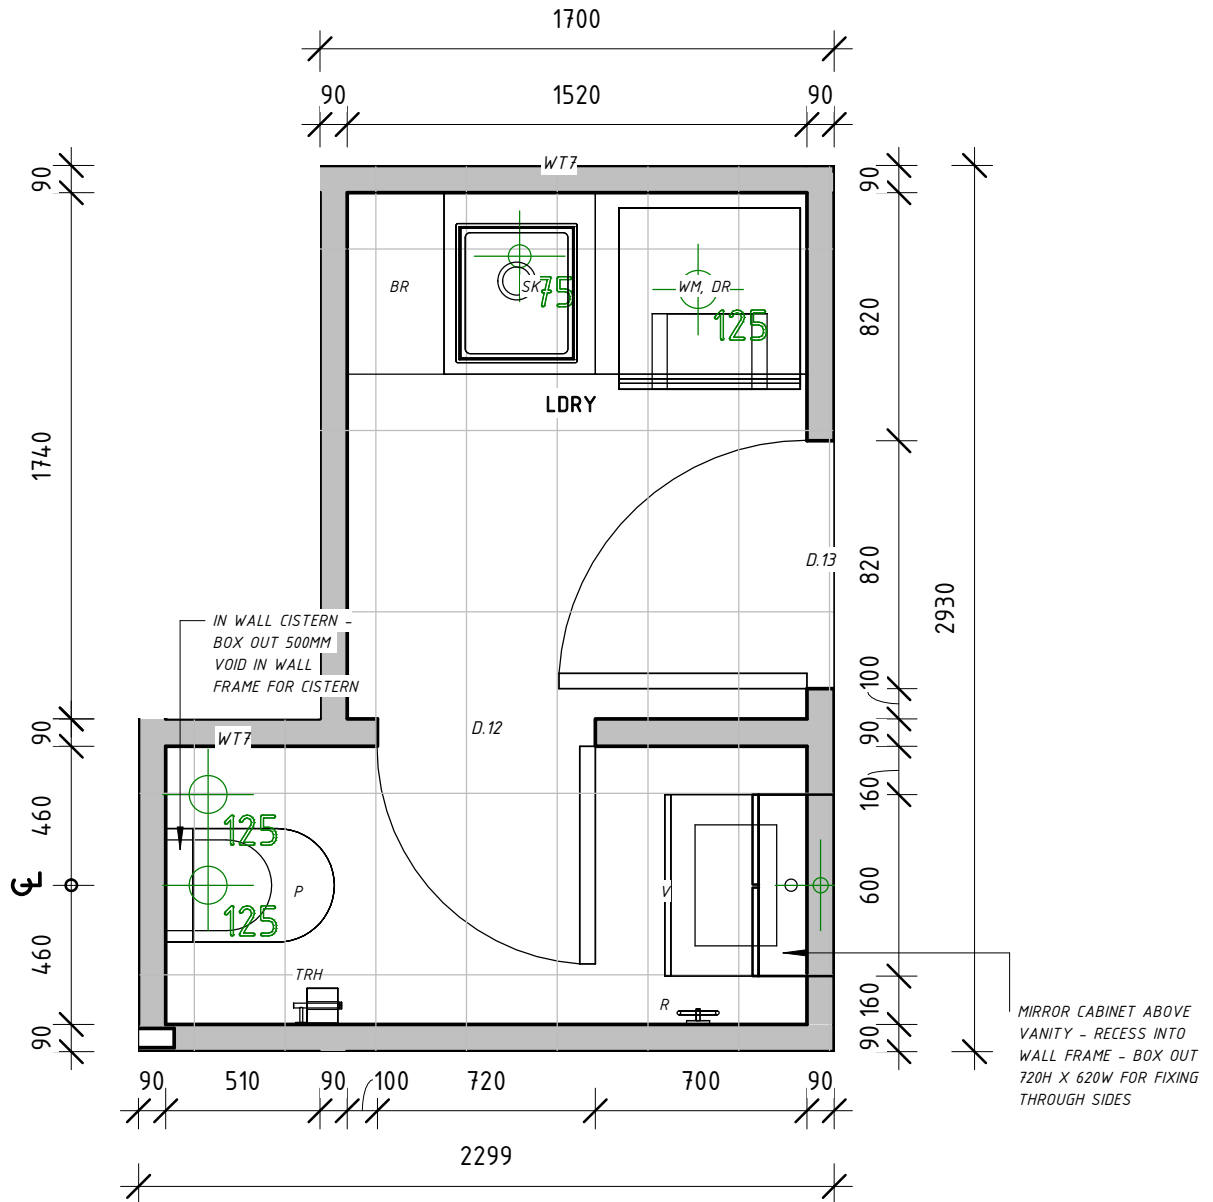 1700
90 1520 90
90
WT7
90
BR
SK
75
WM, DR
125
820
LDRY
1740
D.13
820
2930
IN WALL CISTERN -
BOX OUT 500MM
VOID IN WALL
FRAME FOR CISTERN
100
90
WT7
D.12
90
160
460
125
℄
P
V
600
125
460
TRH
R
160
90
90
MIRROR CABINET ABOVE
VANITY - RECESS INTO
WALL FRAME - BOX OUT
720H X 620W FOR FIXING
THROUGH SIDES
90 510 90 100 720 700 90
2299